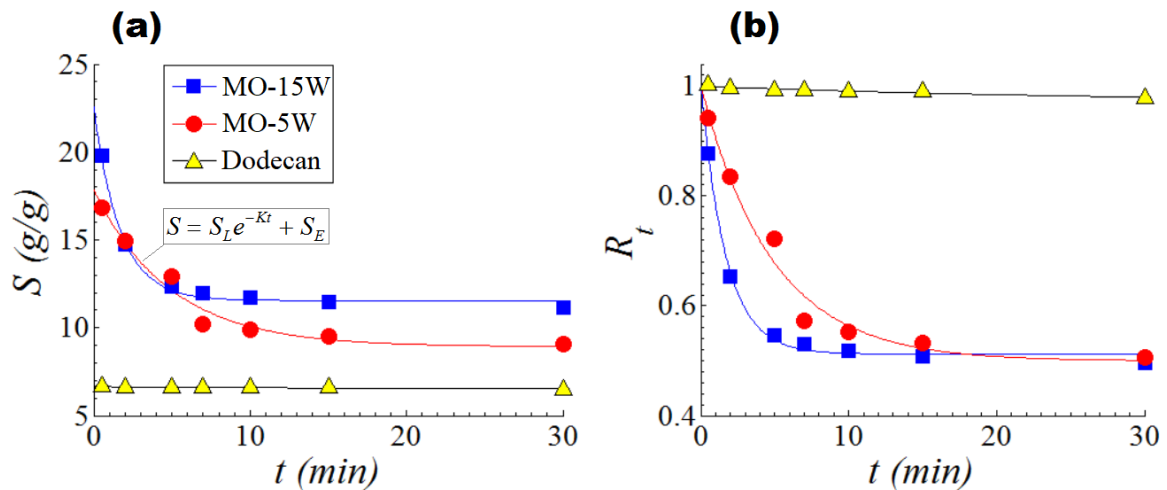 (a)
25
20
15
10
5
S (g/g)
MO-15W
MO-5W
Dodecan
S = S_L e^{-Kt} + S_E
0
10
20
30
t (min)
(b)
1
0.8
0.6
0.4
R_t
0
10
20
30
t (min)